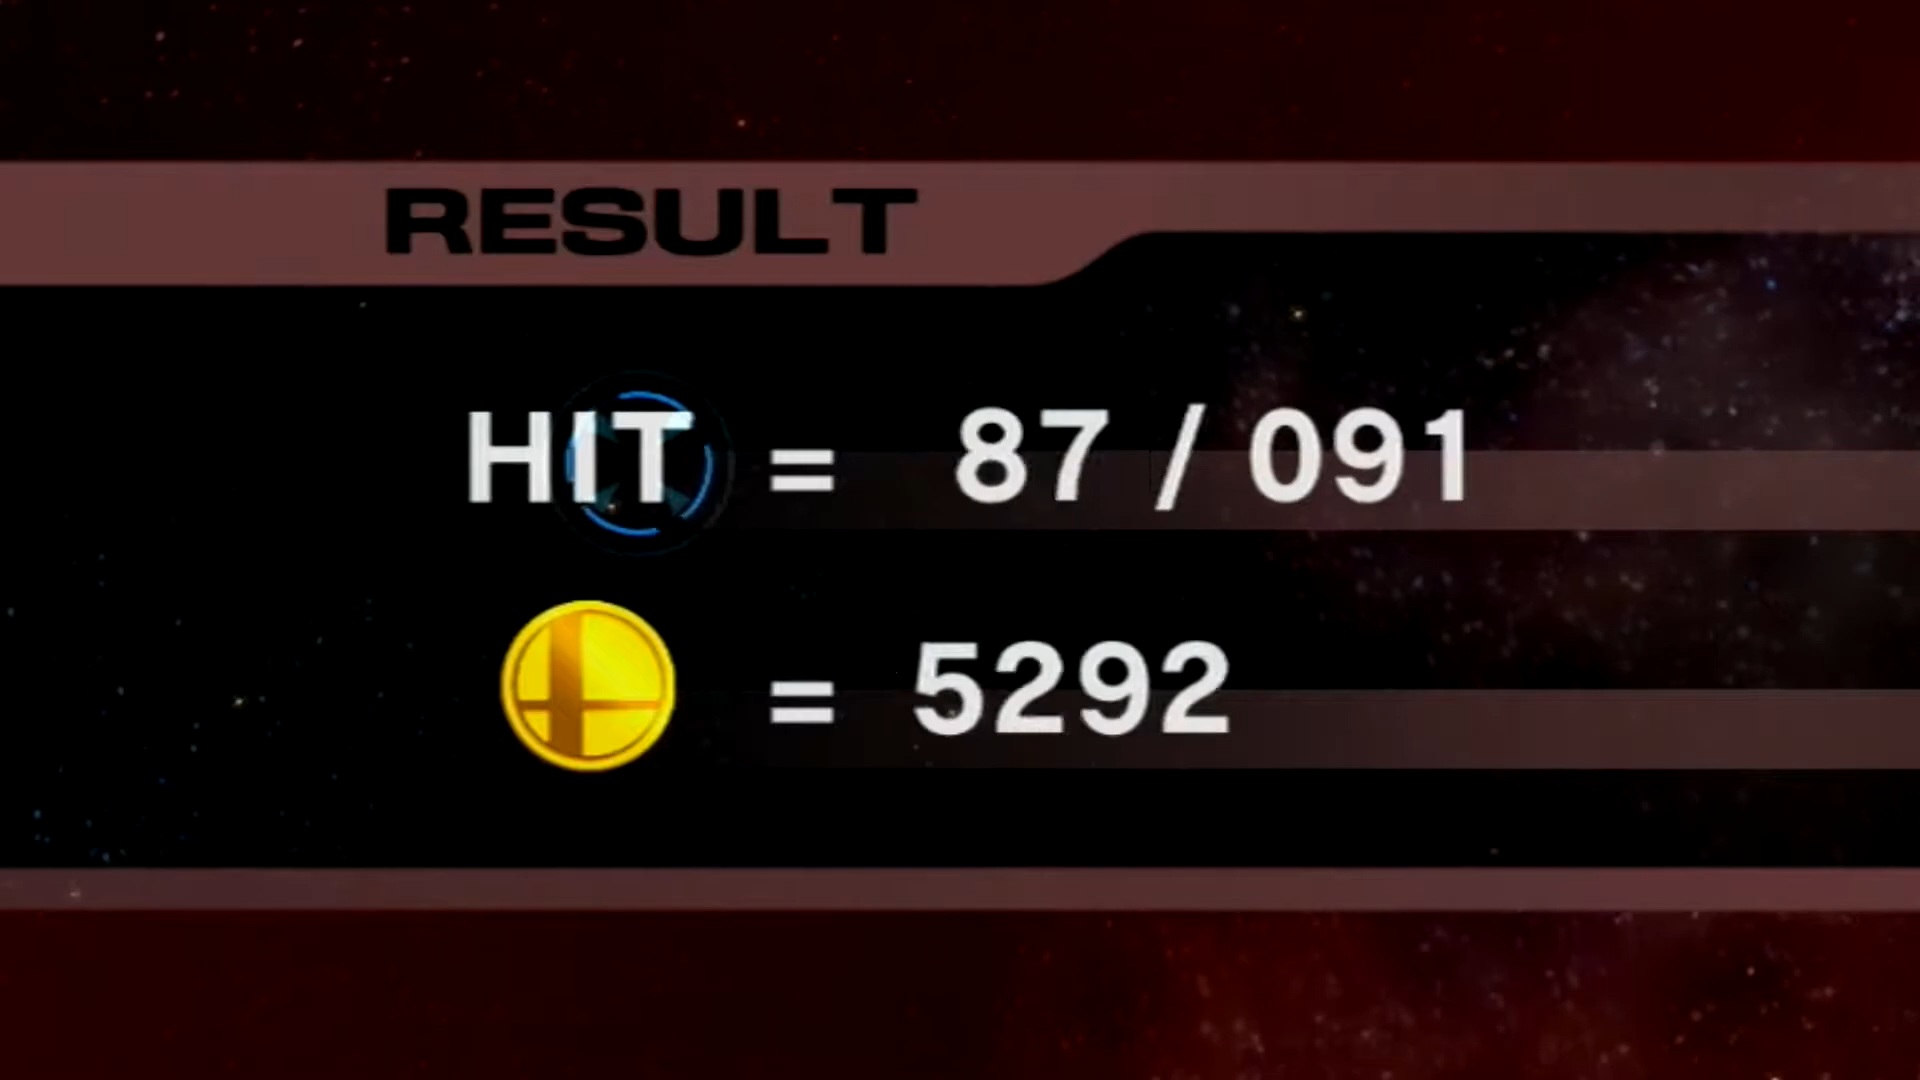 RESULT
HIT = 87 / 091
= 5292